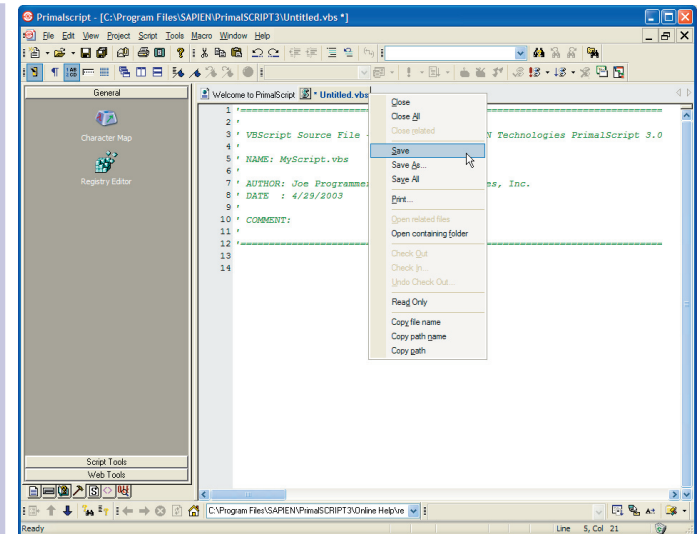 Primalscript - [C:\Program Files\SAPIEN\PrimalSCRIPT3\Untitled.vbs *]
File Edit View Project Script Tools Macro Window Help
General
Character Map
Registry Editor
Script Tools
Web Tools
Welcome to PrimalScript * Untitled.vbs
1 '==
2 '
3 ' VBScript Source File - N Technologies PrimalScript 3.0
4 '
5 ' NAME: MyScript.vbs
6 '
7 ' AUTHOR: Joe Programmer es, Inc.
8 ' DATE : 4/29/2003
9 '
10 ' COMMENT:
11 '
12 '==
13
14
Close
Close All
Close related
Save
Save As...
Save All
Print...
Open related files
Open containing folder
Check Out
Check In...
Undo Check Out...
Read Only
Copy file name
Copy path name
Copy path
C:\Program Files\SAPIEN\PrimalSCRIPT3\Online Help\ve
Ready
Line 5, Col 21